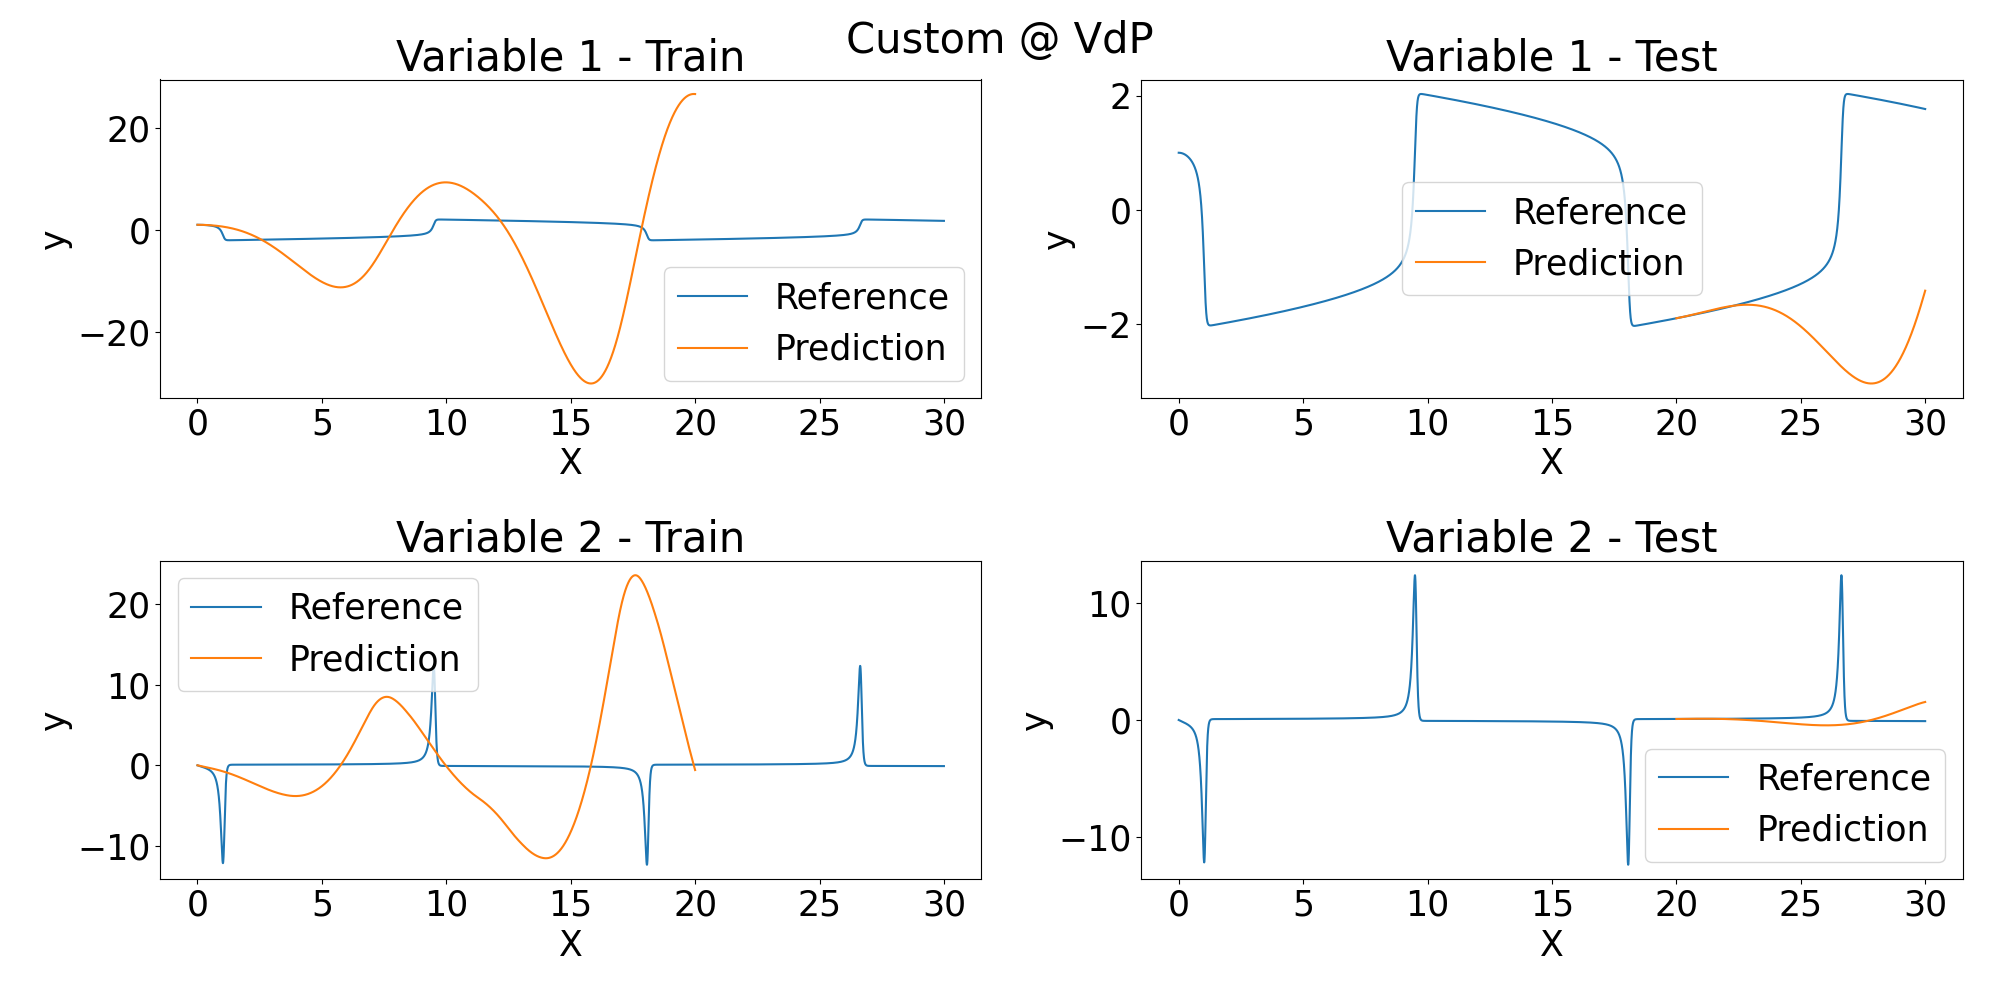 Custom @ VdP
Variable 1 - Train
20
0
−20
y
0 5 10 15 20 25 30
X
Reference
Prediction
Variable 1 - Test
2
0
−2
y
0 5 10 15 20 25 30
X
Reference
Prediction
Variable 2 - Train
20
10
0
−10
y
0 5 10 15 20 25 30
X
Reference
Prediction
Variable 2 - Test
10
0
−10
y
0 5 10 15 20 25 30
X
Reference
Prediction